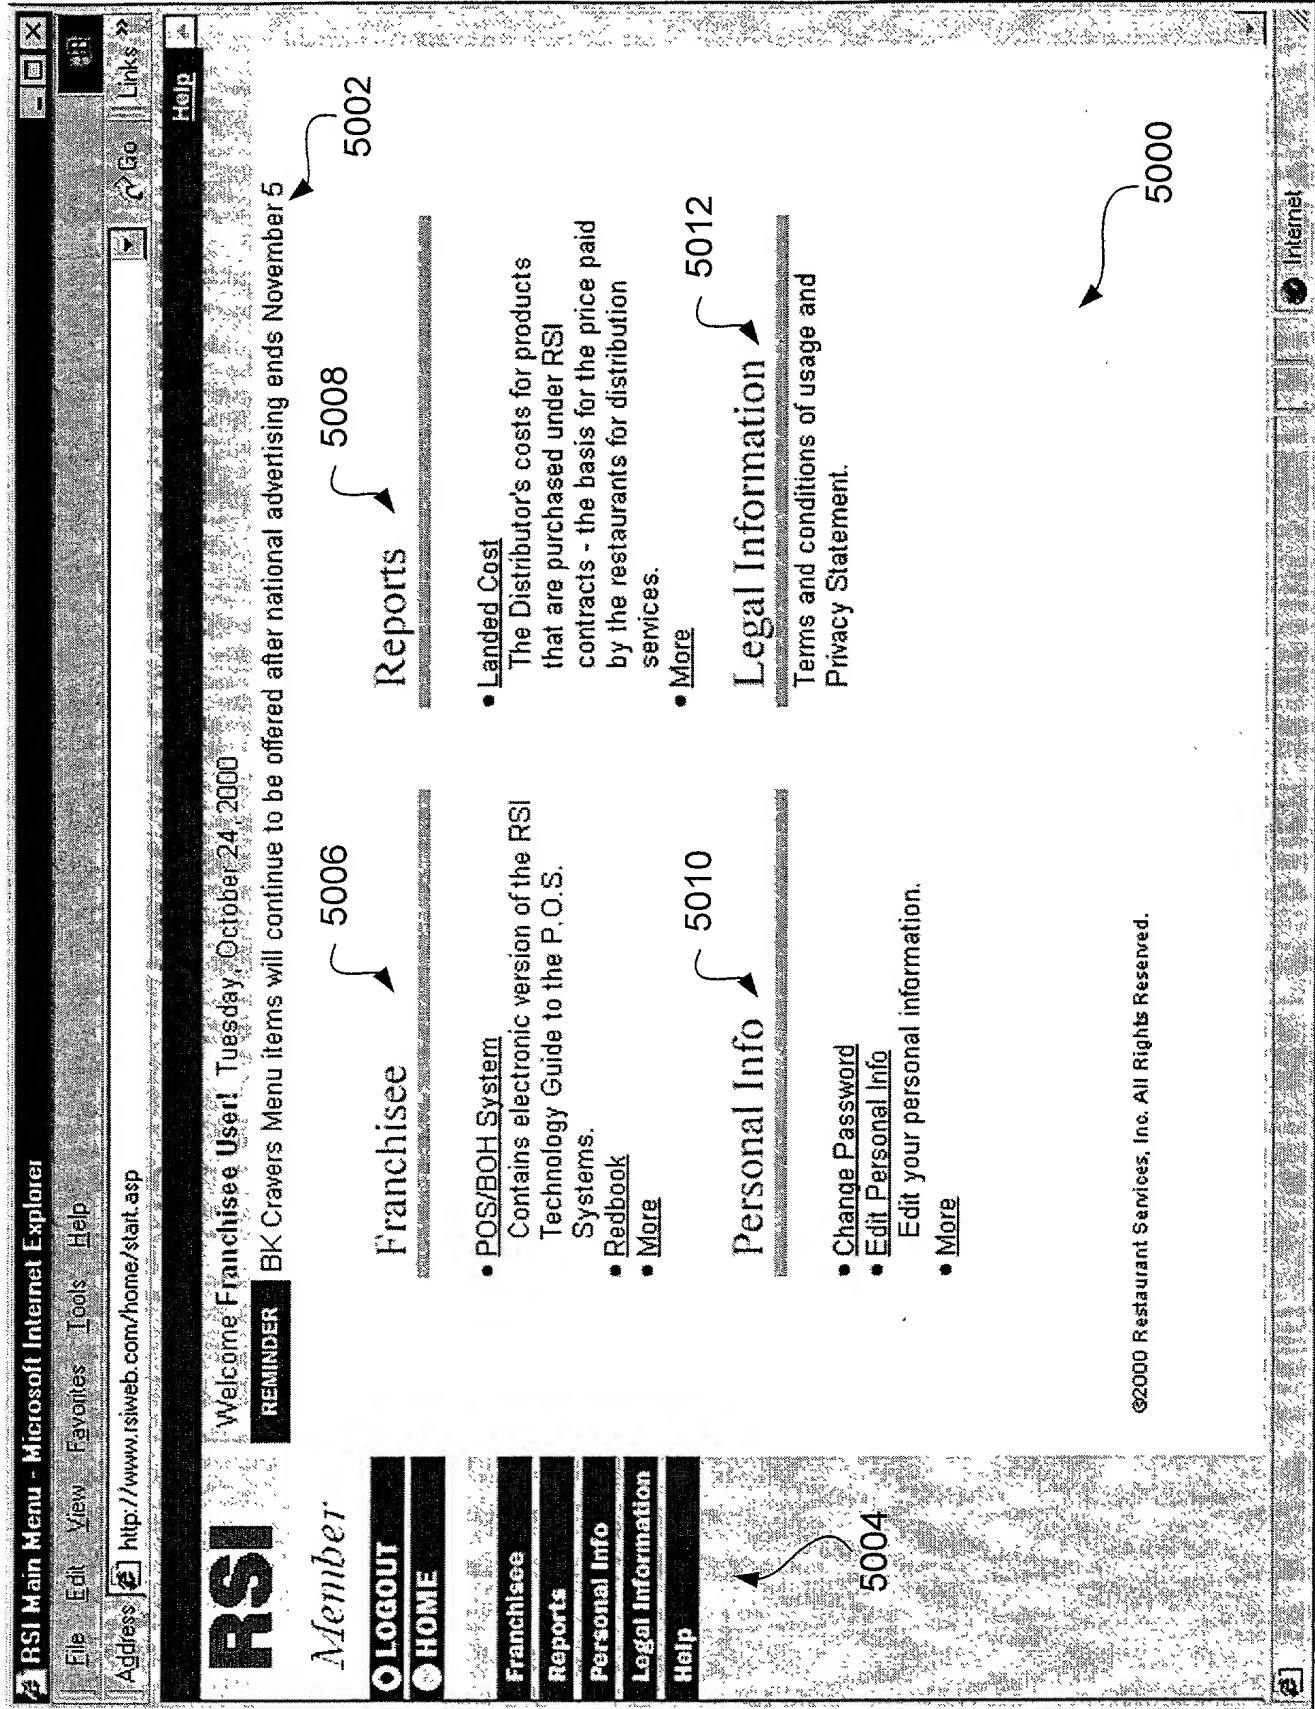 RSI Main Menu - Microsoft Internet Explorer
File Edit View Favorites Tools Help
Address http://www.rsiweb.com/home/start.asp Go Links »
Help
RSI
Welcome Franchisee User! Tuesday, October 24, 2000
REMINDER BK Cravers Menu items will continue to be offered after national advertising ends November 5
5002
Member
LOGOUT
HOME
Franchisee
Reports
Personal Info
Legal Information
Help
5004
5006
Franchisee
• POS/BOH System
Contains electronic version of the RSI
Technology Guide to the P.O.S.
Systems.
• Redbook
• More
5008
Reports
• Landed Cost
The Distributor's costs for products
that are purchased under RSI
contracts - the basis for the price paid
by the restaurants for distribution
services.
• More
5010
Personal Info
• Change Password
• Edit Personal Info
Edit your personal information.
• More
5012
Legal Information
Terms and conditions of usage and
Privacy Statement.
5000
©2000 Restaurant Services, Inc. All Rights Reserved.
Internet